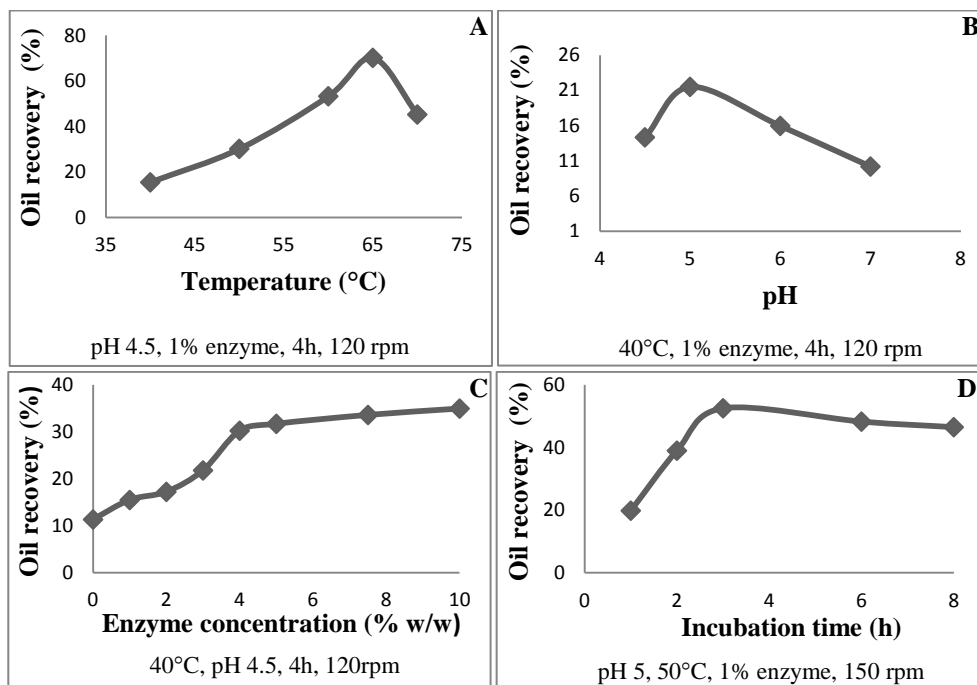 A
Oil recovery (%)
80
60
40
20
0
35 45 55 65 75
Temperature (°C)
pH 4.5, 1% enzyme, 4h, 120 rpm
B
Oil recovery (%)
26
21
16
11
6
1
4 5 6 7 8
pH
40°C, 1% enzyme, 4h, 120 rpm
C
Oil recovery (%)
40
30
20
10
0
0 2 4 6 8 10
Enzyme concentration (% w/w)
40°C, pH 4.5, 4h, 120rpm
D
Oil recovery (%)
60
40
20
0
0 2 4 6 8
Incubation time (h)
pH 5, 50°C, 1% enzyme, 150 rpm